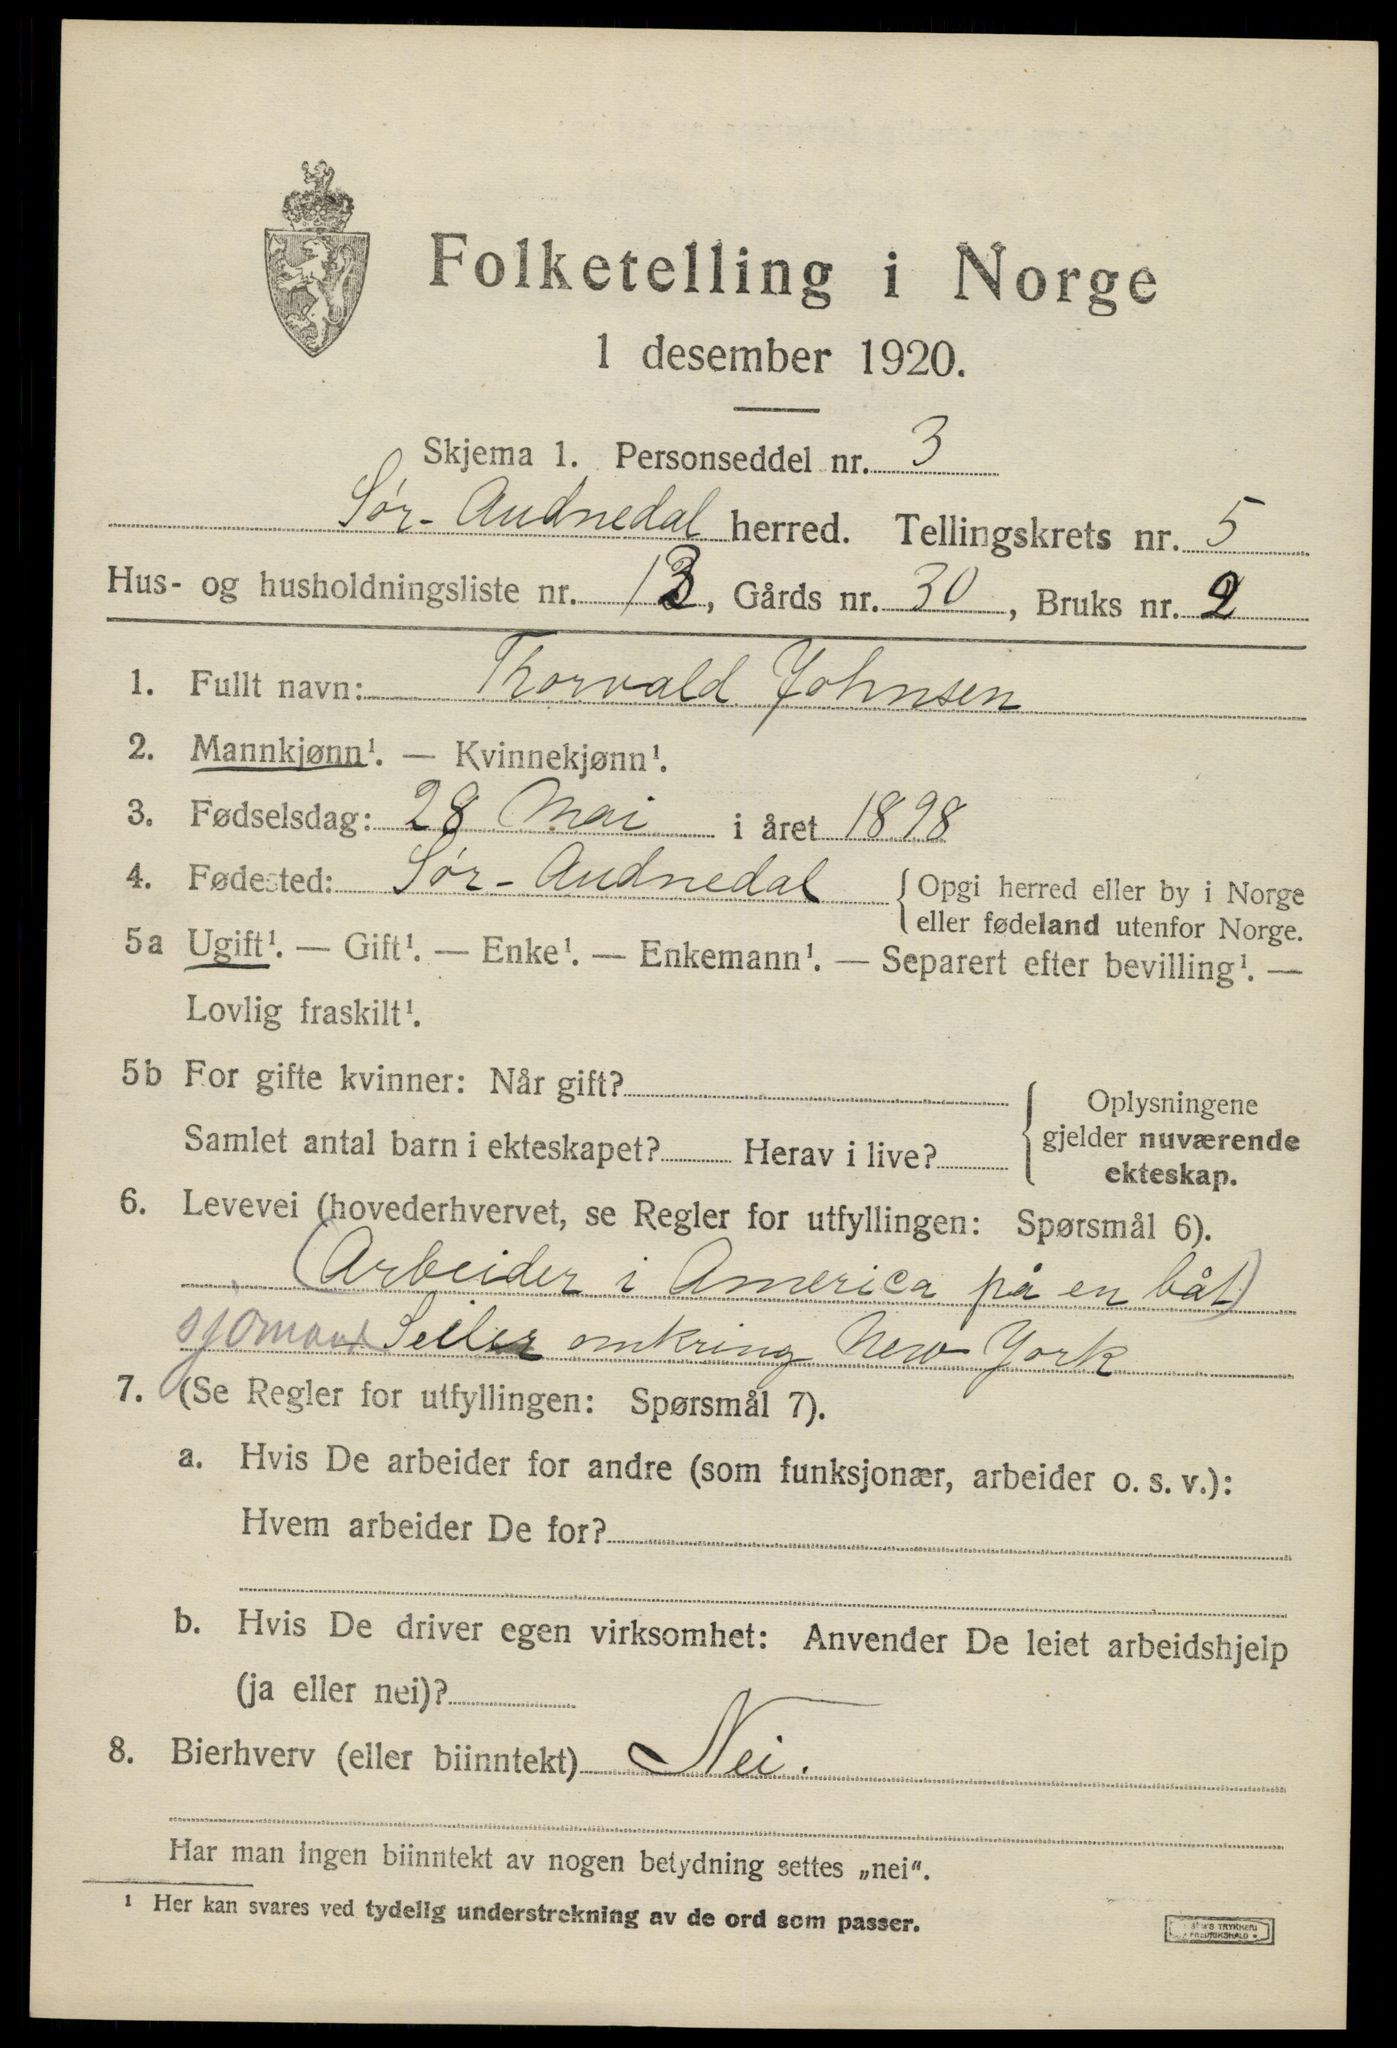 Folketelling i Norge
1 desember 1920.
Skjema 1. Personseddel nr. 3
Sør-Audnedal herred. Tellingskrets nr. 5
Hus- og husholdningsliste nr. 13, Gårds nr. 30, Bruks nr. 2
1. Fullt navn: Thorvald Johnsen
2. Mannkjønn¹. — Kvinnekjønn¹.
3. Fødselsdag: 28 Mai i året 1898
4. Fødested: Sør-Audnedal { Opgi herred eller by i Norge
eller fødeland utenfor Norge.
5a Ugift¹. — Gift¹. — Enke¹. — Enkemann¹. — Separert efter bevilling¹. —
Lovlig fraskilt¹.
5b For gifte kvinner: Når gift?
Samlet antal barn i ekteskapet? Herav i live?
{ Oplysningene
gjelder nuværende
ekteskap.
6. Levevei (hovederhvervet, se Regler for utfyllingen: Spørsmål 6).
(Arbeider i America på en båt)
sjømand Seiler omkring New York
7. (Se Regler for utfyllingen: Spørsmål 7).
a. Hvis De arbeider for andre (som funksjonær, arbeider o. s. v.):
Hvem arbeider De for?
b. Hvis De driver egen virksomhet: Anvender De leiet arbeidshjelp
(ja eller nei)?
8. Bierhverv (eller biinntekt) Nei.
Har man ingen biinntekt av nogen betydning settes „nei“.
¹ Her kan svares ved tydelig understrekning av de ord som passer.
TRYKKERI
FREDRIKSHALD